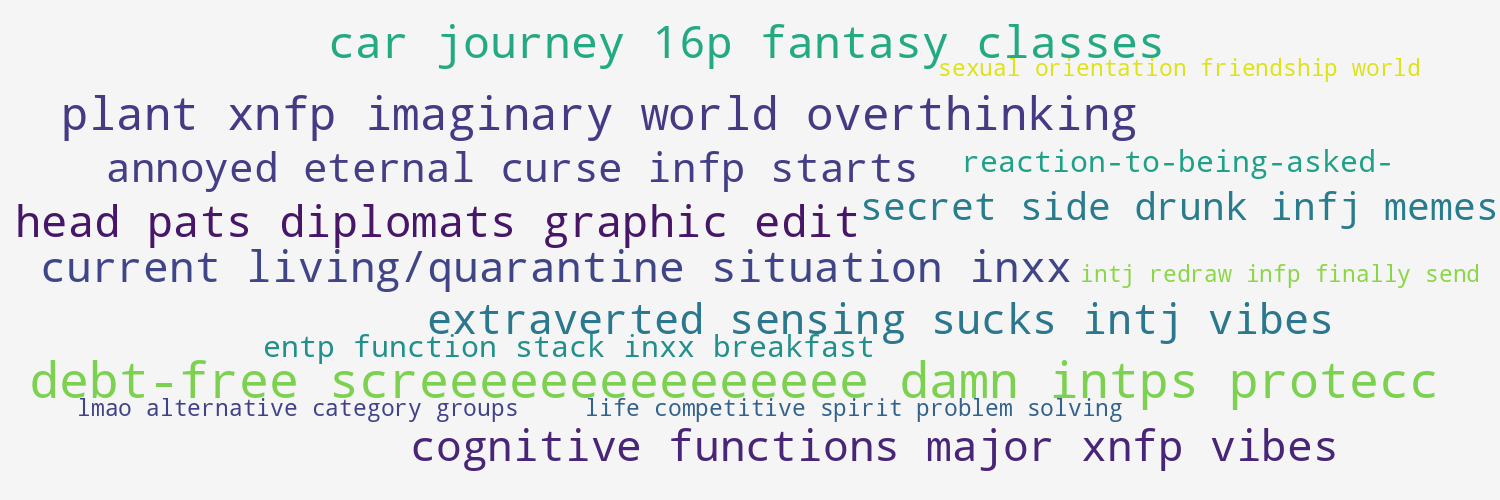 car journey 16p fantasy classes
sexual orientation friendship world
plant xnfp imaginary world overthinking
annoyed eternal curse infp starts
reaction-to-being-asked-
head pats diplomats graphic edit
secret side drunk infj memes
current living/quarantine situation inxx
intj redraw infp finally send
extraverted sensing sucks intj vibes
entp function stack inxx breakfast
debt-free screeeeeeeeeeeeeeee damn intps protecc
lmao alternative category groups
life competitive spirit problem solving
cognitive functions major xnfp vibes